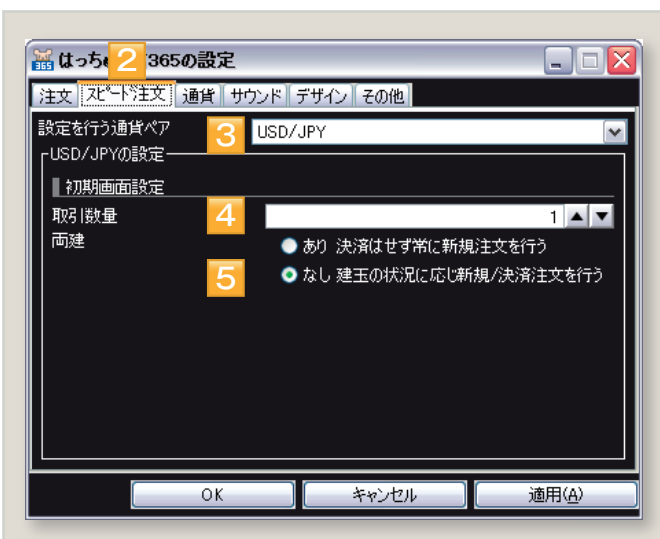 365
はっち 2 365の設定
注文 スピード注文 通貨 サウンド デザイン その他
設定を行う通貨ペア 3 USD/JPY
USD/JPYの設定
初期画面設定
取引数量 4 1
両建 あり 決済はせず常に新規注文を行う
5 なし 建玉の状況に応じ新規/決済注文を行う
OK キャンセル 適用(A)